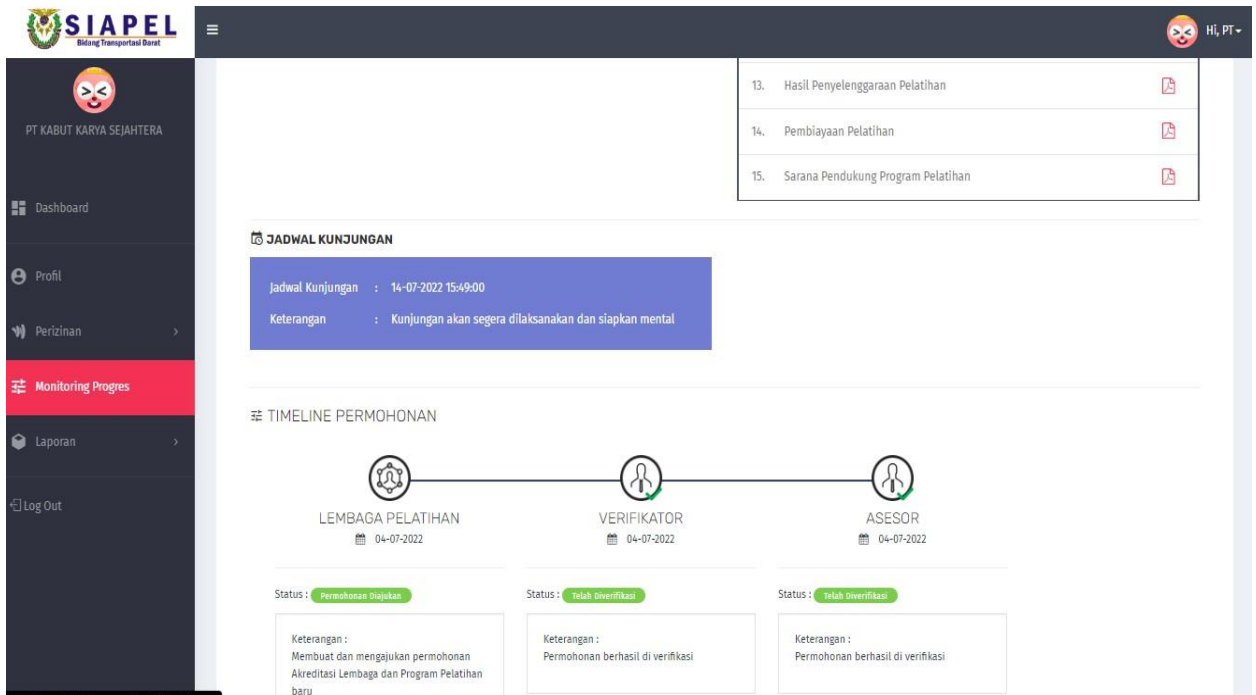 SIAPEL
Bidang Transportasi Darat
Hi, PT
PT KABUT KARYA SEJAHTERA
Dashboard
Profil
Perizinan
Monitoring Progres
Laporan
Log Out
13. Hasil Penyelenggaraan Pelatihan
14. Pembiayaan Pelatihan
15. Sarana Pendukung Program Pelatihan
JADWAL KUNJUNGAN
Jadwal Kunjungan : 14-07-2022 15:49:00
Keterangan : Kunjungan akan segera dilaksanakan dan siapkan mental
TIMELINE PERMOHONAN
LEMBAGA PELATIHAN
04-07-2022
Status : Permohonan Diajukan
Keterangan :
Membuat dan mengajukan permohonan
Akreditasi Lembaga dan Program Pelatihan
baru
VERIFIKATOR
04-07-2022
Status : Telah Diverifikasi
Keterangan :
Permohonan berhasil di verifikasi
ASESOR
04-07-2022
Status : Telah Diverifikasi
Keterangan :
Permohonan berhasil di verifikasi